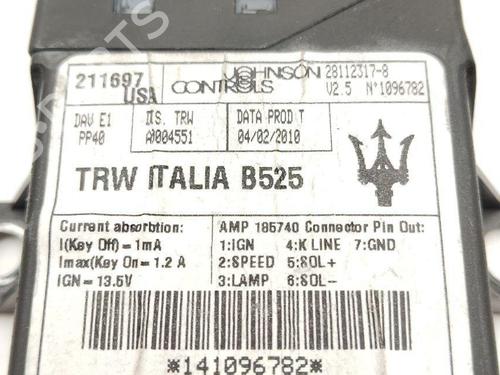 211697
USA
JOHNSON
CONTROLS
28112317-8
V2.5 N°1096782
DAV E1
PP40
DIS. TRW
A1004551
DATA PROD T
04/02/2010
TRW ITALIA B525
Current absorbtion:
I(Key Off) = 1mA
Imax(Key On= 1.2 A
IGN = 13.5V
AMP 185740 Connector Pin Out:
1:IGN 4:K LINE 7:GND
2:SPEED 5:SOL+
3:LAMP 6:SOL-
*141096782*